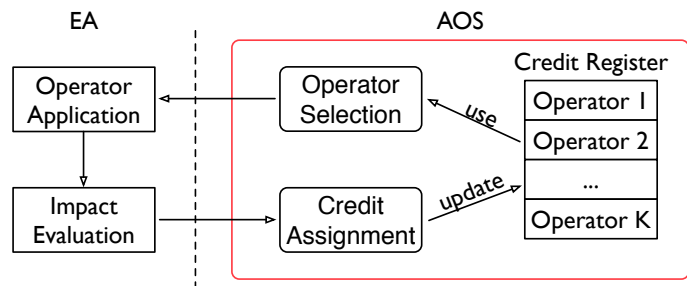 EA
AOS
Operator
Application
Operator
Selection
Credit Register
Operator 1
Operator 2
...
Operator K
use
update
Impact
Evaluation
Credit
Assignment